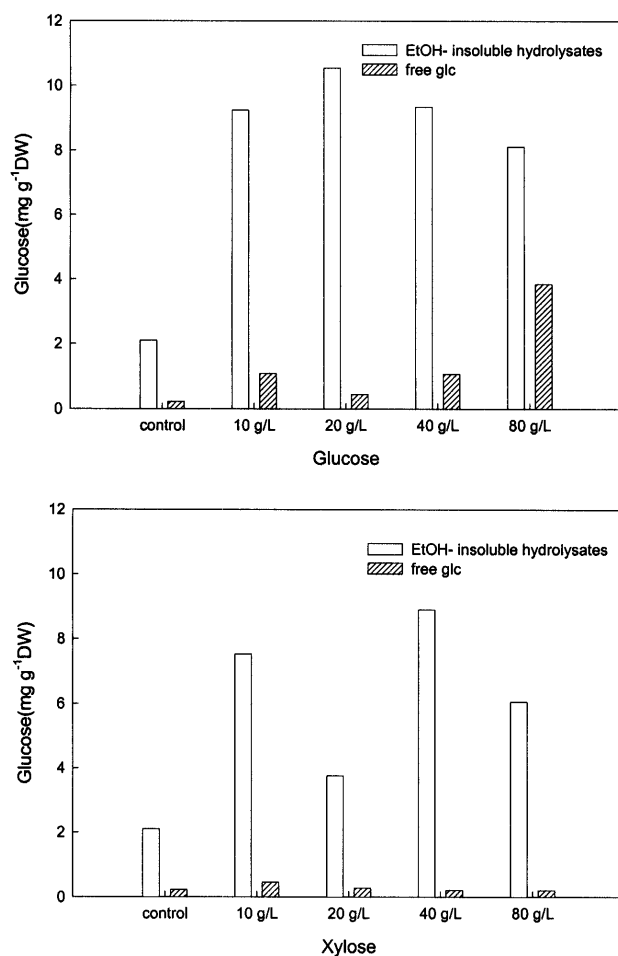 12
10
8
6
4
2
0
Glucose(mg g⁻¹DW)
EtOH- insoluble hydrolysates
free glc
control 10 g/L 20 g/L 40 g/L 80 g/L
Glucose
12
10
8
6
4
2
0
Glucose(mg g⁻¹DW)
EtOH- insoluble hydrolysates
free glc
control 10 g/L 20 g/L 40 g/L 80 g/L
Xylose